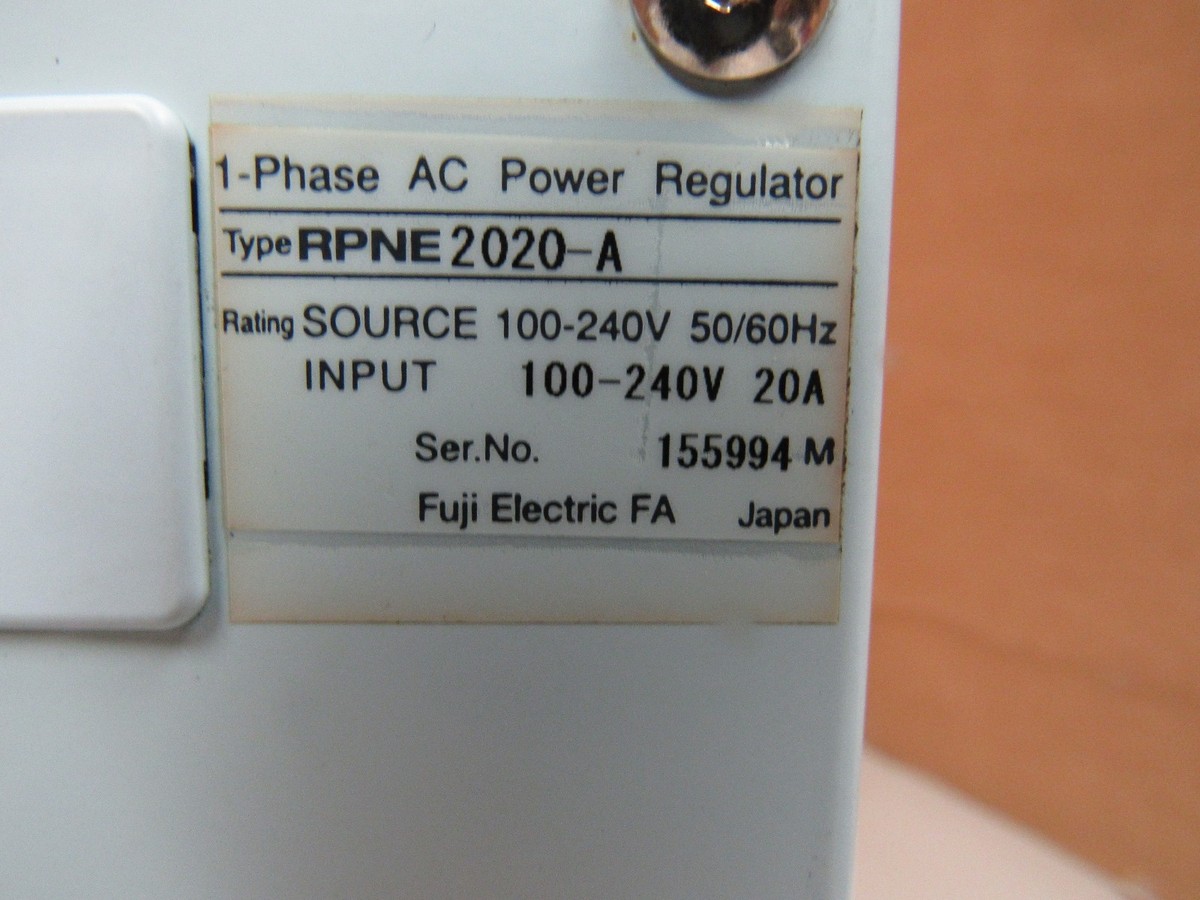 1-Phase AC Power Regulator
Type RPNE 2020-A
Rating SOURCE 100-240V 50/60Hz
INPUT 100-240V 20A
Ser.No. 155994 M
Fuji Electric FA Japan